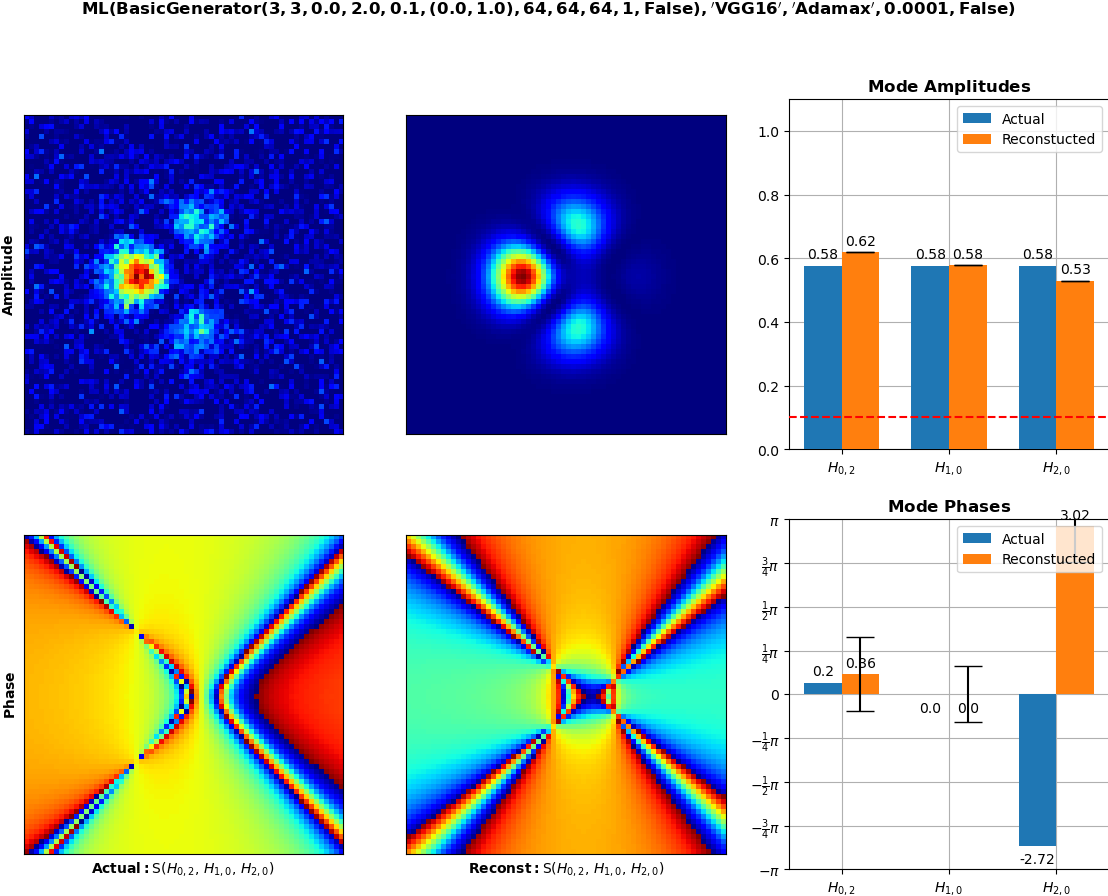 ML(BasicGenerator(3, 3, 0.0, 2.0, 0.1, (0.0, 1.0), 64, 64, 64, 1, False), ′VGG16′, ′Adamax′, 0.0001, False)
Amplitude
Mode Amplitudes
Actual
Reconstucted
1.0
0.8
0.6
0.4
0.2
0.0
0.58
0.62
0.58
0.58
0.58
0.53
H0, 2
H1, 0
H2, 0
Phase
Actual: S(H0, 2, H1, 0, H2, 0)
Reconst: S(H0, 2, H1, 0, H2, 0)
Mode Phases
Actual
Reconstucted
π
3/4π
1/2π
1/4π
0
−1/4π
−1/2π
−3/4π
−π
0.2
0.36
0.0
0.0
-2.72
3.02
H0, 2
H1, 0
H2, 0